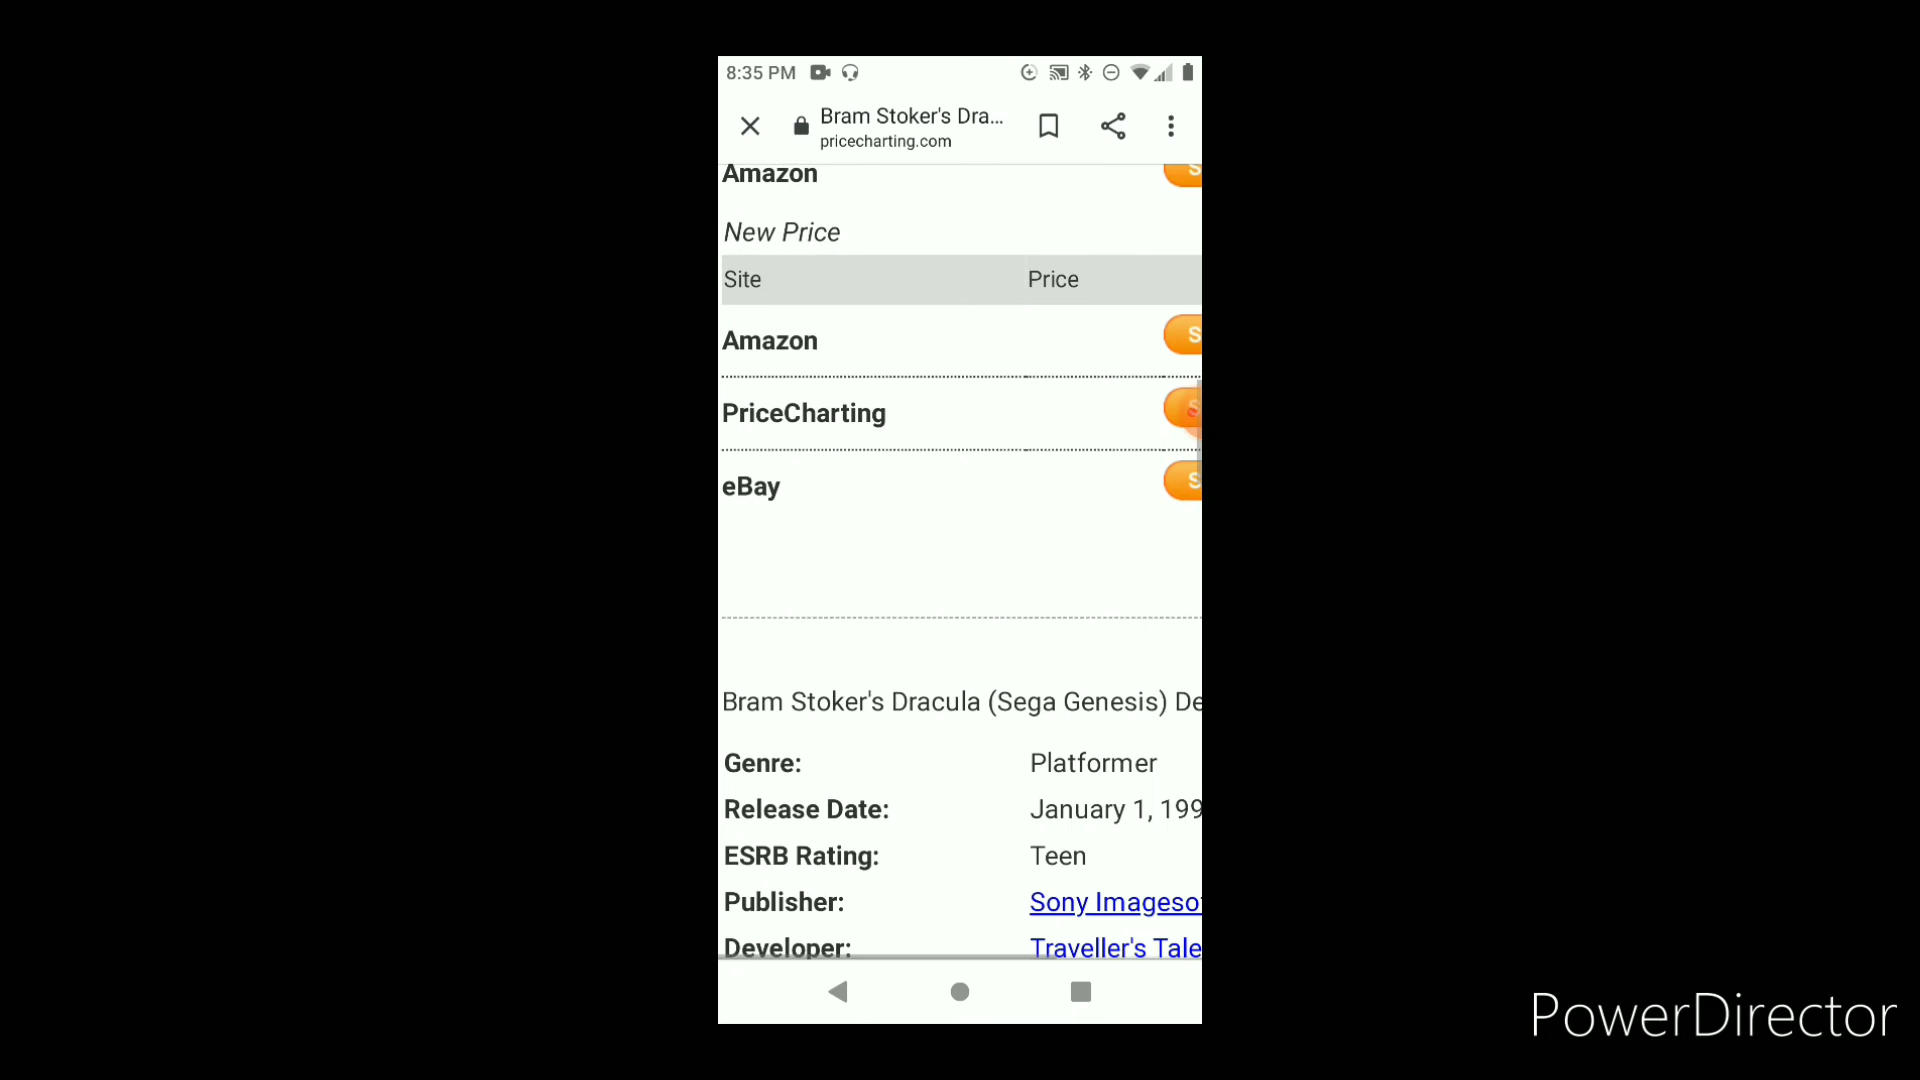 8:35 PM
Bram Stoker's Dra...
pricecharting.com
Amazon
S
New Price
Site Price
Amazon S
PriceCharting S
eBay S
Bram Stoker's Dracula (Sega Genesis) De
Genre: Platformer
Release Date: January 1, 199
ESRB Rating: Teen
Publisher: Sony Imageso
Developer: Traveller's Tale
PowerDirector